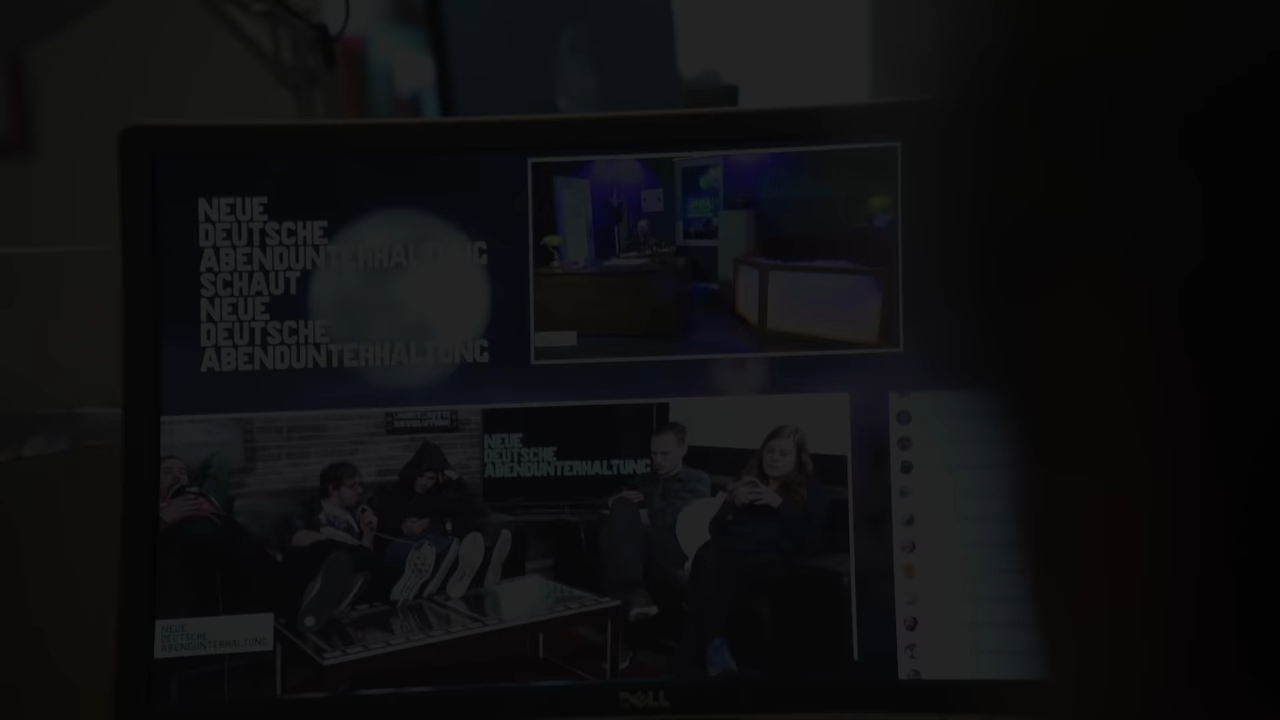 NEUE
DEUTSCHE
ABENDUNTERHALTUNG
SCHAUT
NEUE
DEUTSCHE
ABENDUNTERHALTUNG
NEUE
DEUTSCHE
ABENDUNTERHALTUNG
NEUE
DEUTSCHE
ABENDUNTERHALTUNG
DELL